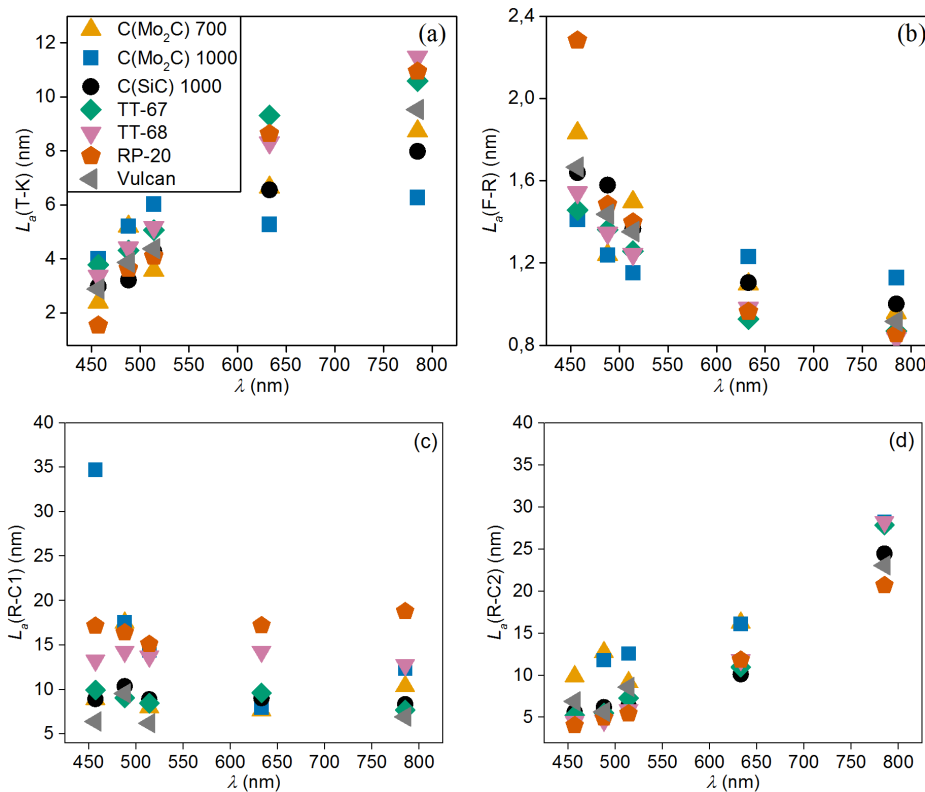 (a)
C(Mo₂C) 700
C(Mo₂C) 1000
C(SiC) 1000
TT-67
TT-68
RP-20
Vulcan
12
10
8
6
4
2
Lₐ(T-K) (nm)
450 500 550 600 650 700 750 800
λ (nm)
(b)
2,4
2,0
1,6
1,2
0,8
Lₐ(F-R) (nm)
450 500 550 600 650 700 750 800
λ (nm)
(c)
40
35
30
25
20
15
10
5
Lₐ(R-C1) (nm)
450 500 550 600 650 700 750 800
λ (nm)
(d)
40
35
30
25
20
15
10
5
Lₐ(R-C2) (nm)
450 500 550 600 650 700 750 800
λ (nm)